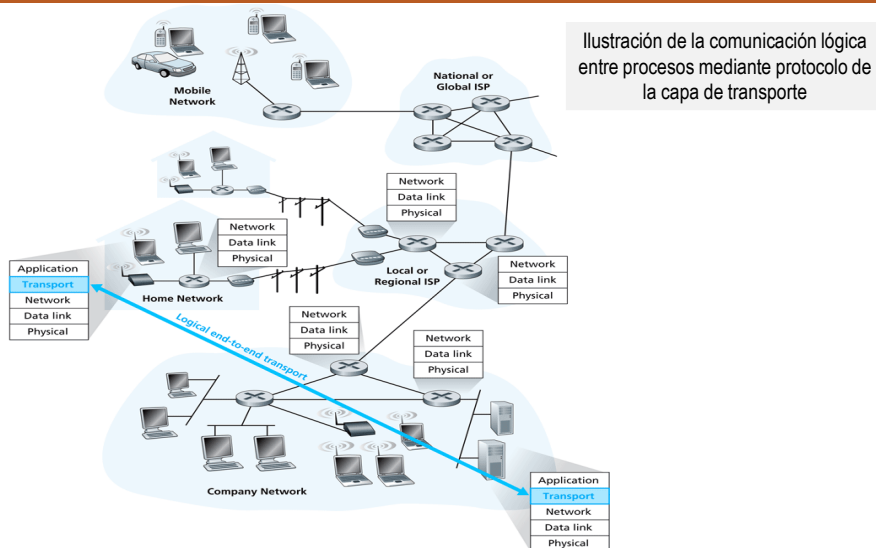 Ilustración de la comunicación lógica
entre procesos mediante protocolo de
la capa de transporte
Mobile
Network
National or
Global ISP
Network
Data link
Physical
Network
Data link
Physical
Local or
Regional ISP
Network
Data link
Physical
Application
Transport
Network
Data link
Physical
Home Network
Logical end-to-end transport
Network
Data link
Physical
Network
Data link
Physical
Company Network
Application
Transport
Network
Data link
Physical